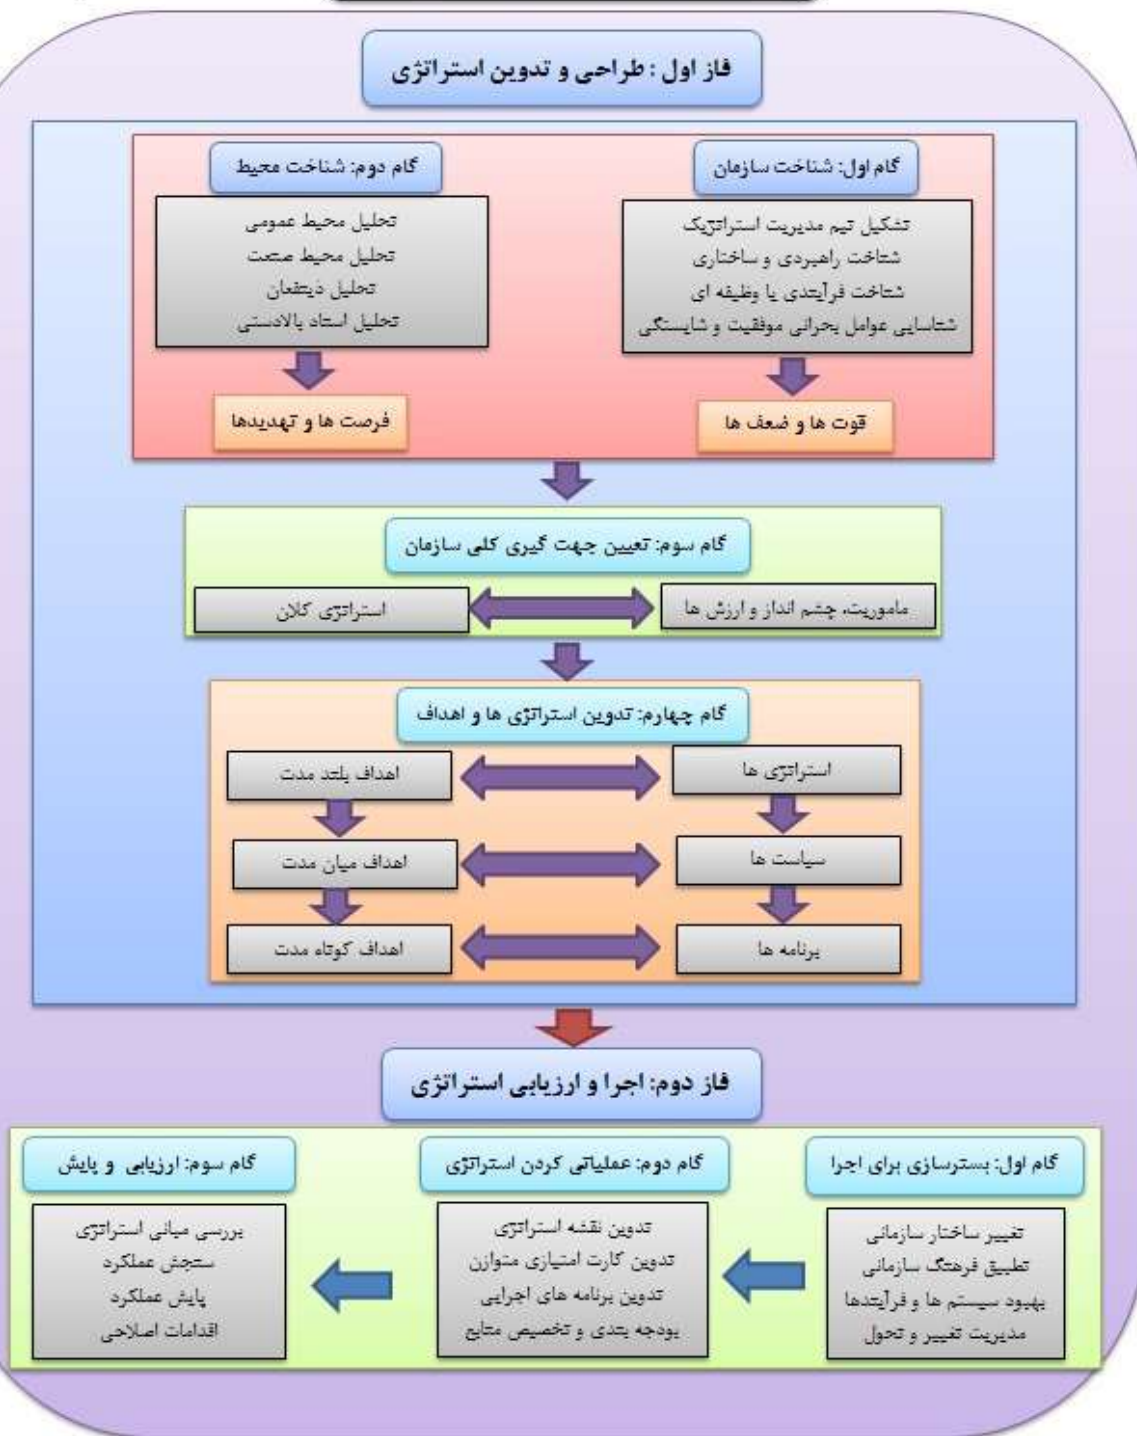 فاز اول : طراحی و تدوین استراتژی
گام اول: شناخت سازمان
تشکیل تیم مدیریت استراتژیک
شناخت راهبردی و ساختاری
شناخت فرآیندی یا وظیفه ای
شناسایی عوامل بحرانی موفقیت و شایستگی
قوت ها و ضعف ها
گام دوم: شناخت محیط
تحلیل محیط عمومی
تحلیل محیط صنعت
تحلیل ذینفعان
تحلیل اسناد بالادستی
فرصت ها و تهدیدها
گام سوم: تعیین جهت گیری کلی سازمان
ماموریت، چشم انداز و ارزش ها
استراتژی کلان
گام چهارم: تدوین استراتژی ها و اهداف
استراتژی ها
اهداف بلند مدت
سیاست ها
اهداف میان مدت
برنامه ها
اهداف کوتاه مدت
فاز دوم: اجرا و ارزیابی استراتژی
گام اول: بسترسازی برای اجرا
تغییر ساختار سازمانی
تطبیق فرهنگ سازمانی
بهبود سیستم ها و فرآیندها
مدیریت تغییر و تحول
گام دوم: عملیاتی کردن استراتژی
تدوین نقشه استراتژی
تدوین کارت امتیازی متوازن
تدوین برنامه های اجرایی
بودجه بندی و تخصیص منابع
گام سوم: ارزیابی و پایش
بررسی مبانی استراتژی
سنجش عملکرد
پایش عملکرد
اقدامات اصلاحی